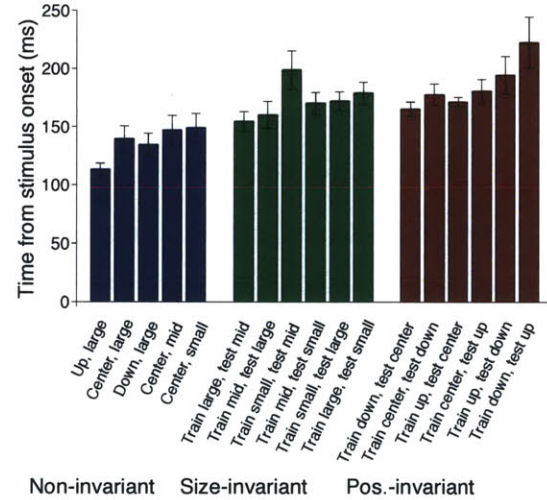 Time from stimulus onset (ms)
250
200
150
100
50
0
Up, large
Center, large
Down, large
Center, mid
Center, small
Train large, test mid
Train mid, test large
Train small, test mid
Train mid, test small
Train small, test large
Train large, test small
Train down, test center
Train center, test down
Train up, test center
Train center, test up
Train up, test down
Train down, test up
Non-invariant
Size-invariant
Pos.-invariant